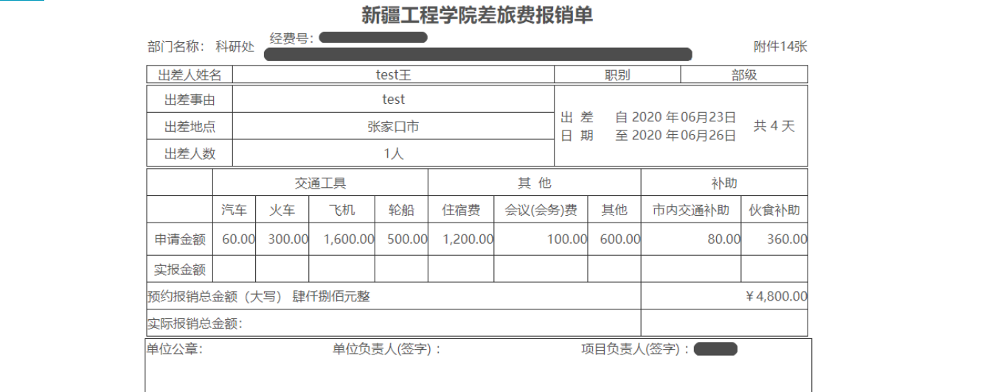 新疆工程学院差旅费报销单
部门名称： 科研处 经费号： 附件14张
出差人姓名 test王 职别 部级
出差事由 test
出差地点 张家口市
出差人数 1人
出 差 自 2020 年06月23日
日 期 至 2020 年06月26日
共 4 天
交通工具 其 他 补助
汽车 火车 飞机 轮船 住宿费 会议(会务)费 其他 市内交通补助 伙食补助
申请金额 60.00 300.00 1,600.00 500.00 1,200.00 100.00 600.00 80.00 360.00
实报金额
预约报销总金额（大写） 肆仟捌佰元整 ￥4,800.00
实际报销总金额：
单位公章： 单位负责人(签字)： 项目负责人(签字)：